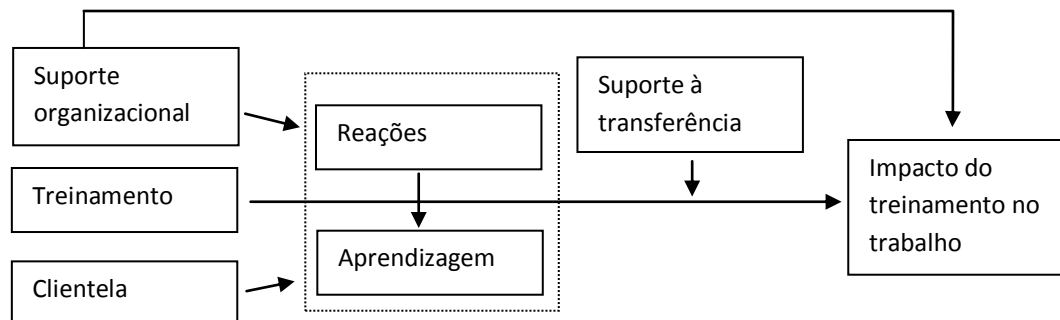 Suporte
organizacional
Treinamento
Clientela
Reações
Aprendizagem
Suporte à
transferência
Impacto do
treinamento no
trabalho